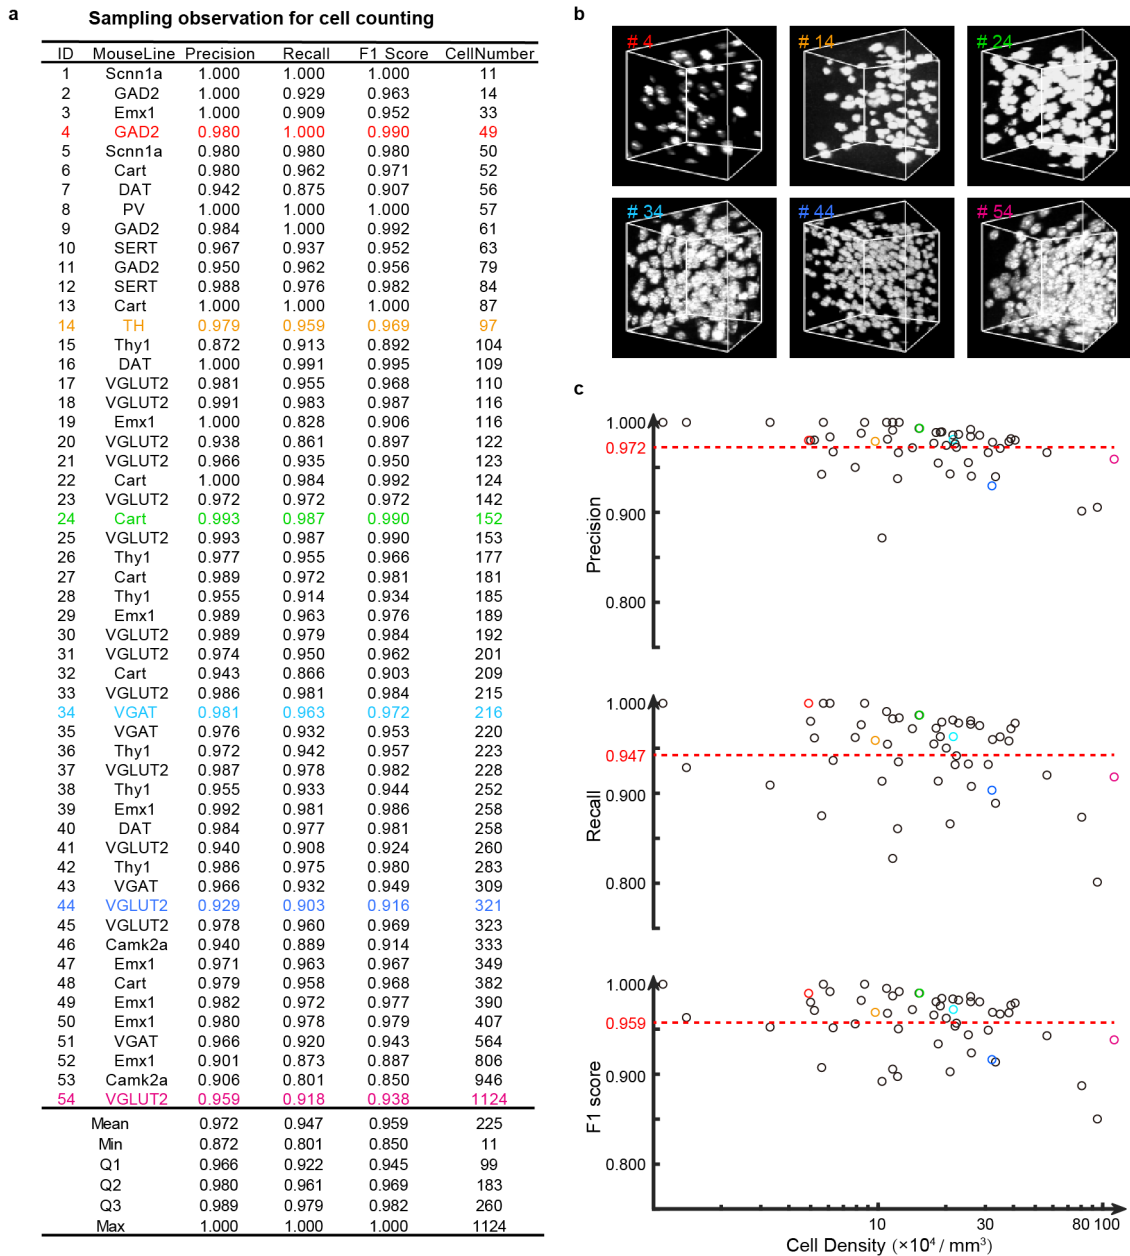 a
Sampling observation for cell counting
ID MouseLine Precision Recall F1 Score CellNumber
1 Scnn1a 1.000 1.000 1.000 11
2 GAD2 1.000 0.929 0.963 14
3 Emx1 1.000 0.909 0.952 33
4 GAD2 0.980 1.000 0.990 49
5 Scnn1a 0.980 0.980 0.980 50
6 Cart 0.980 0.962 0.971 52
7 DAT 0.942 0.875 0.907 56
8 PV 1.000 1.000 1.000 57
9 GAD2 0.984 1.000 0.992 61
10 SERT 0.967 0.937 0.952 63
11 GAD2 0.950 0.962 0.956 79
12 SERT 0.988 0.976 0.982 84
13 Cart 1.000 1.000 1.000 87
14 TH 0.979 0.959 0.969 97
15 Thy1 0.872 0.913 0.892 104
16 DAT 1.000 0.991 0.995 109
17 VGLUT2 0.981 0.955 0.968 110
18 VGLUT2 0.991 0.983 0.987 116
19 Emx1 1.000 0.828 0.906 116
20 VGLUT2 0.938 0.861 0.897 122
21 VGLUT2 0.966 0.935 0.950 123
22 Cart 1.000 0.984 0.992 124
23 VGLUT2 0.972 0.972 0.972 142
24 Cart 0.993 0.987 0.990 152
25 VGLUT2 0.993 0.987 0.990 153
26 Thy1 0.977 0.955 0.966 177
27 Cart 0.989 0.972 0.981 181
28 Thy1 0.955 0.914 0.934 185
29 Emx1 0.989 0.963 0.976 189
30 VGLUT2 0.989 0.979 0.984 192
31 VGLUT2 0.974 0.950 0.962 201
32 Cart 0.943 0.866 0.903 209
33 VGLUT2 0.986 0.981 0.984 215
34 VGAT 0.981 0.963 0.972 216
35 VGAT 0.976 0.932 0.953 220
36 Thy1 0.972 0.942 0.957 223
37 VGLUT2 0.987 0.978 0.982 228
38 Thy1 0.955 0.933 0.944 252
39 Emx1 0.992 0.981 0.986 258
40 DAT 0.984 0.977 0.981 258
41 VGLUT2 0.940 0.908 0.924 260
42 Thy1 0.986 0.975 0.980 283
43 VGAT 0.966 0.932 0.949 309
44 VGLUT2 0.929 0.903 0.916 321
45 VGLUT2 0.978 0.960 0.969 323
46 Camk2a 0.940 0.889 0.914 333
47 Emx1 0.971 0.963 0.967 349
48 Cart 0.979 0.958 0.968 382
49 Emx1 0.982 0.972 0.977 390
50 Emx1 0.980 0.978 0.979 407
51 VGAT 0.966 0.920 0.943 564
52 Emx1 0.901 0.873 0.887 806
53 Camk2a 0.906 0.801 0.850 946
54 VGLUT2 0.959 0.918 0.938 1124
Mean 0.972 0.947 0.959 225
Min 0.872 0.801 0.850 11
Q1 0.966 0.922 0.945 99
Q2 0.980 0.961 0.969 183
Q3 0.989 0.979 0.982 260
Max 1.000 1.000 1.000 1124
b
# 4
# 14
# 24
# 34
# 44
# 54
c
1.000
0.972
0.900
0.800
Precision
1.000
0.947
0.900
0.800
Recall
1.000
0.959
0.900
0.800
F1 score
10 30 80 100
Cell Density (×10⁴ / mm³)